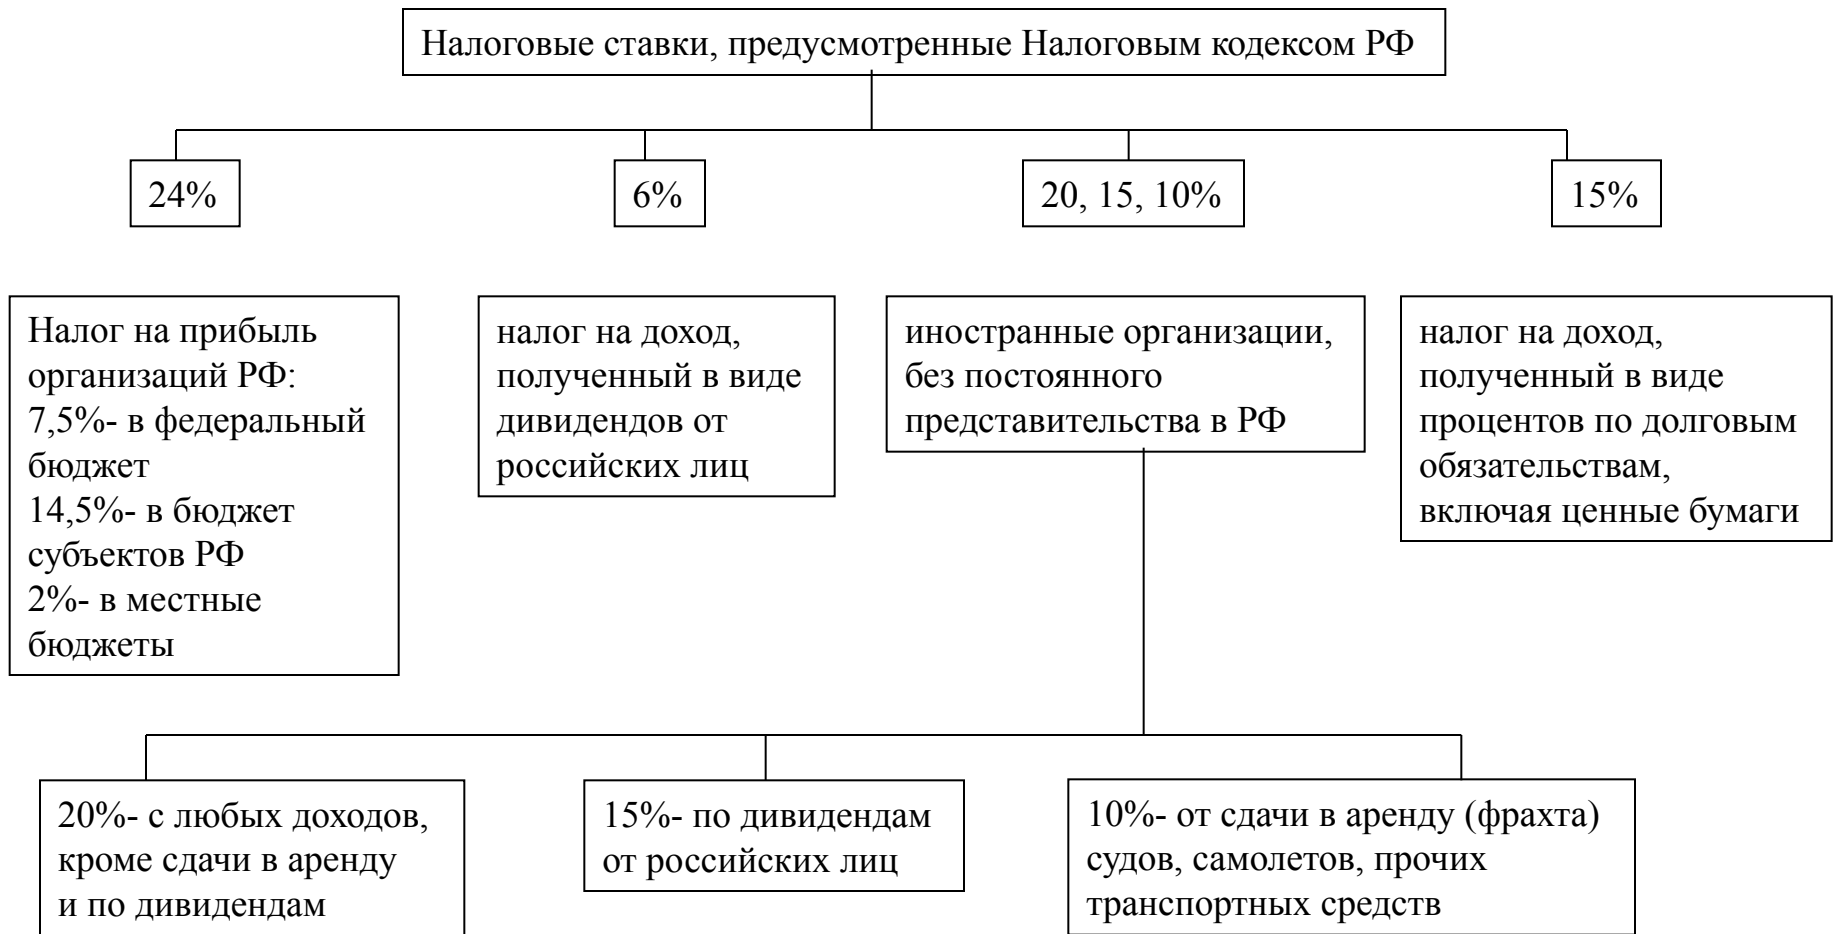 Налоговые ставки, предусмотренные Налоговым кодексом РФ
24%
6%
20, 15, 10%
15%
Налог на прибыль
организаций РФ:
7,5%- в федеральный
бюджет
14,5%- в бюджет
субъектов РФ
2%- в местные
бюджеты
налог на доход,
полученный в виде
дивидендов от
российских лиц
иностранные организации,
без постоянного
представительства в РФ
налог на доход,
полученный в виде
процентов по долговым
обязательствам,
включая ценные бумаги
20%- с любых доходов,
кроме сдачи в аренду
и по дивидендам
15%- по дивидендам
от российских лиц
10%- от сдачи в аренду (фрахта)
судов, самолетов, прочих
транспортных средств